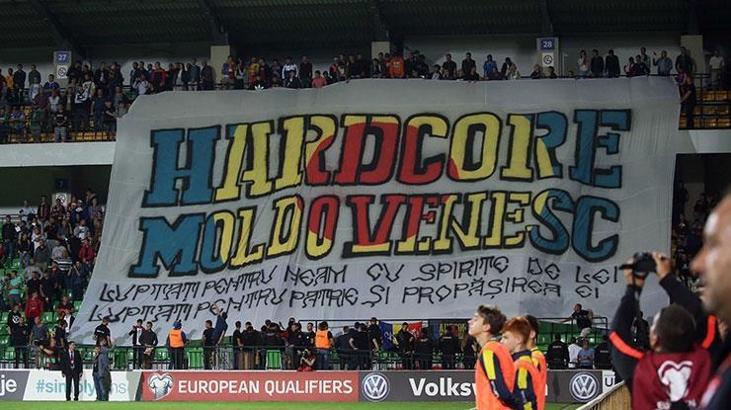 27
28
HARDCORE
MOLDOVENESC
LUPTAȚI PENTRU NEAM CU SPIRITE DE LEI
LUPTAȚI PENTRU PATRIE ȘI PROPĂȘIREA EI
#simply
EUROPEAN QUALIFIERS
Volksw